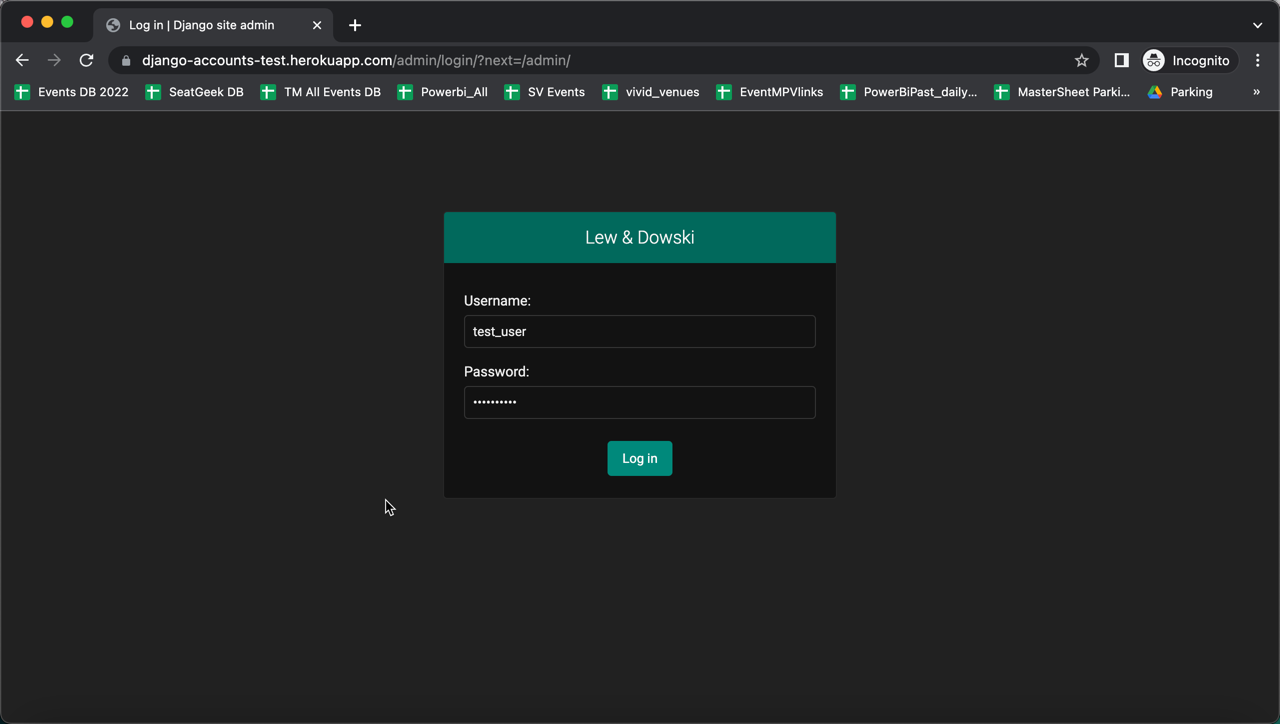 Log in | Django site admin
django-accounts-test.herokuapp.com/admin/login/?next=/admin/
Incognito
Events DB 2022 SeatGeek DB TM All Events DB Powerbi_All SV Events vivid_venues EventMPVlinks PowerBiPast_daily... MasterSheet Parki... Parking »
Lew & Dowski
Username:
test_user
Password:
••••••••••
Log in